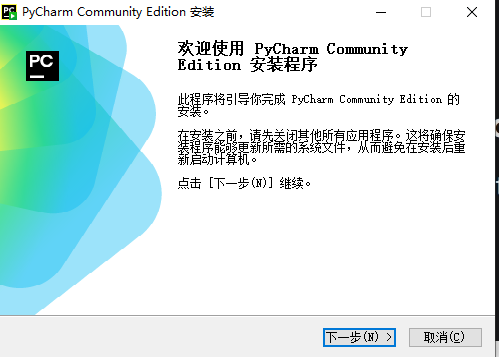 PC PyCharm Community Edition 安装
PC
欢迎使用 PyCharm Community
Edition 安装程序
此程序将引导你完成 PyCharm Community Edition 的
安装。
在安装之前，请先关闭其他所有应用程序。这将确保安
装程序能够更新所需的系统文件，从而避免在安装后重
新启动计算机。
点击 [下一步(N)] 继续。
下一步(N) >
取消(C)